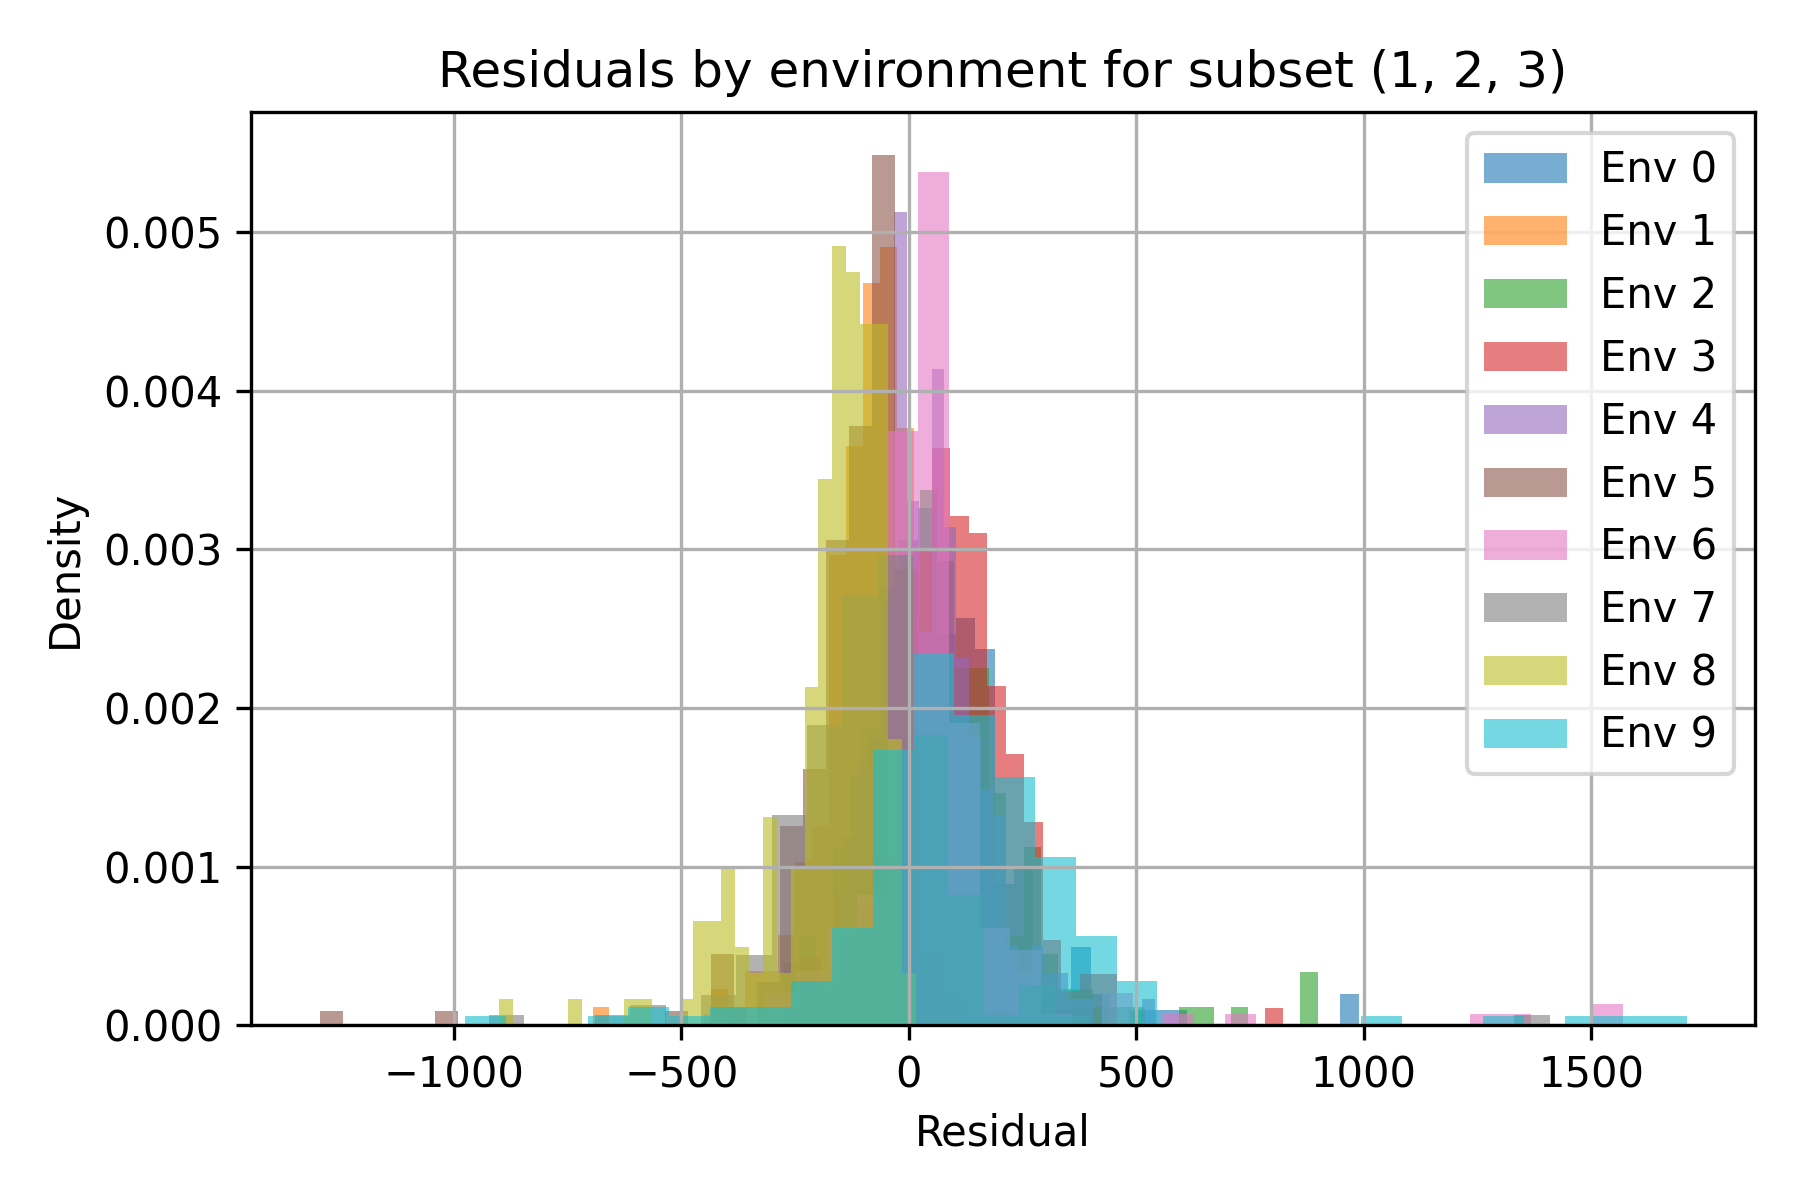 Residuals by environment for subset (1, 2, 3)
Density
0.005
0.004
0.003
0.002
0.001
0.000
−1000
−500
0
500
1000
1500
Residual
Env 0
Env 1
Env 2
Env 3
Env 4
Env 5
Env 6
Env 7
Env 8
Env 9